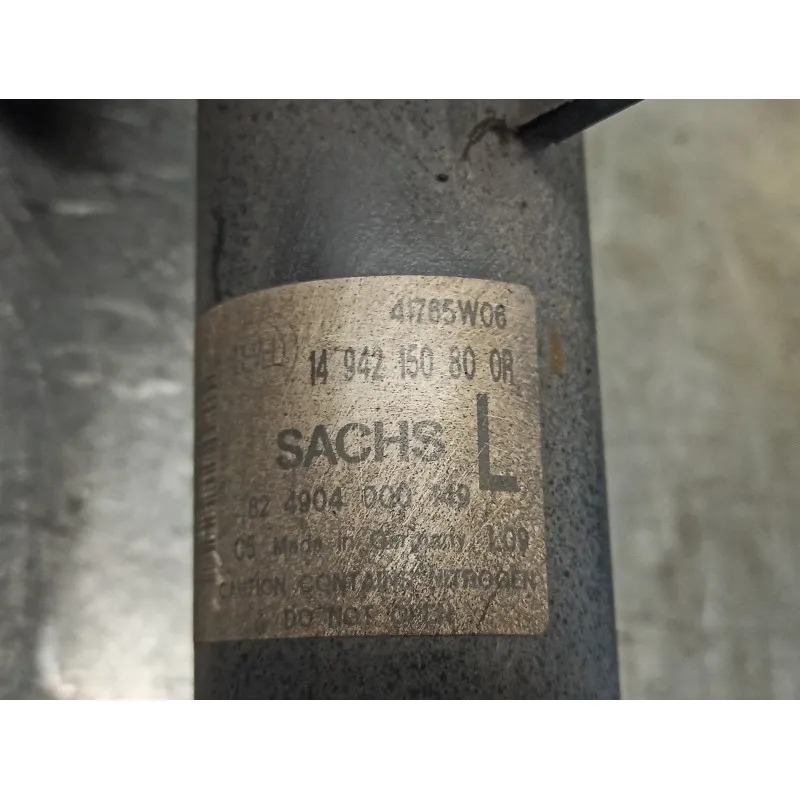 41765W06
14 942 150 80 0R
SACHS L
82 4904 000 149
05 Made in Germany L09
CAUTION CONTAINS NITROGEN
DO NOT OPEN